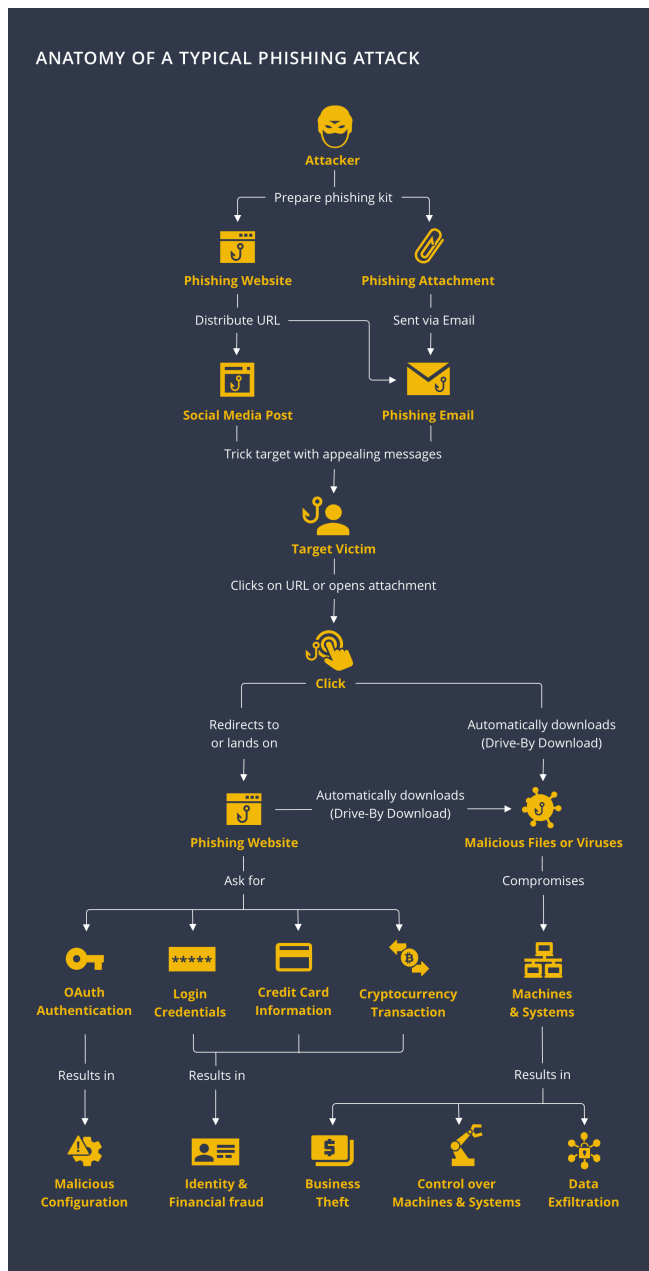 ANATOMY OF A TYPICAL PHISHING ATTACK
Attacker
Prepare phishing kit
Phishing Website
Phishing Attachment
Distribute URL
Sent via Email
Social Media Post
Phishing Email
Trick target with appealing messages
Target Victim
Clicks on URL or opens attachment
Click
Redirects to
or lands on
Automatically downloads
(Drive-By Download)
Automatically downloads
(Drive-By Download)
Phishing Website
Malicious Files or Viruses
Ask for
Compromises
*****
OAuth
Authentication
Login
Credentials
Credit Card
Information
Cryptocurrency
Transaction
Machines
& Systems
Results in
Results in
Results in
Malicious
Configuration
Identity &
Financial fraud
Business
Theft
Control over
Machines & Systems
Data
Exfiltration